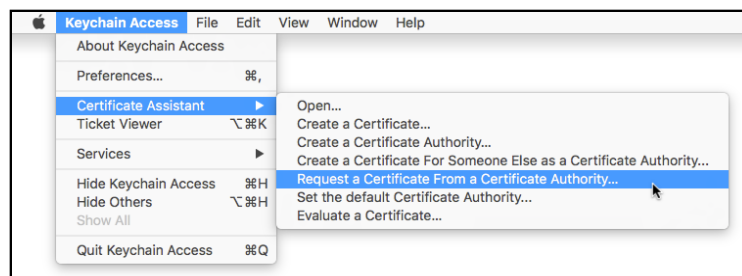 Keychain Access File Edit View Window Help
About Keychain Access
Preferences... ⌘,
Certificate Assistant ▶
Ticket Viewer ⌥⌘K
Services ▶
Hide Keychain Access ⌘H
Hide Others ⌥⌘H
Show All
Quit Keychain Access ⌘Q
Open...
Create a Certificate...
Create a Certificate Authority...
Create a Certificate For Someone Else as a Certificate Authority...
Request a Certificate From a Certificate Authority...
Set the default Certificate Authority...
Evaluate a Certificate...